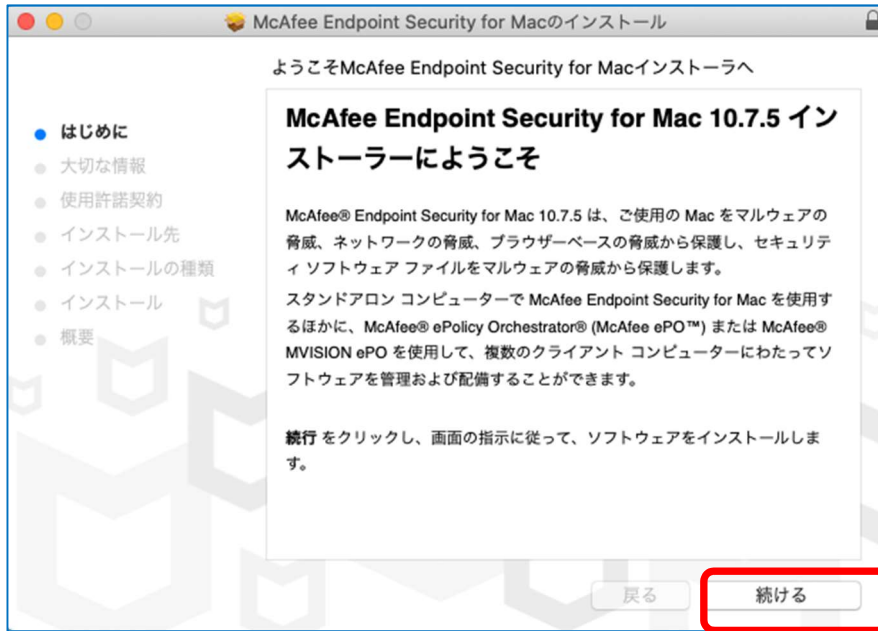 McAfee Endpoint Security for Macのインストール
ようこそMcAfee Endpoint Security for Macインストーラへ
はじめに
大切な情報
使用許諾契約
インストール先
インストールの種類
インストール
概要
McAfee Endpoint Security for Mac 10.7.5 イン
ストーラーにようこそ
McAfee® Endpoint Security for Mac 10.7.5 は、ご使用の Mac をマルウェアの
脅威、ネットワークの脅威、ブラウザーベースの脅威から保護し、セキュリテ
ィ ソフトウェア ファイルをマルウェアの脅威から保護します。
スタンドアロン コンピューターで McAfee Endpoint Security for Mac を使用す
るほかに、McAfee® ePolicy Orchestrator® (McAfee ePO™) または McAfee®
MVISION ePO を使用して、複数のクライアント コンピューターにわたってソ
フトウェアを管理および配備することができます。
続行 をクリックし、画面の指示に従って、ソフトウェアをインストールしま
す。
戻る
続ける